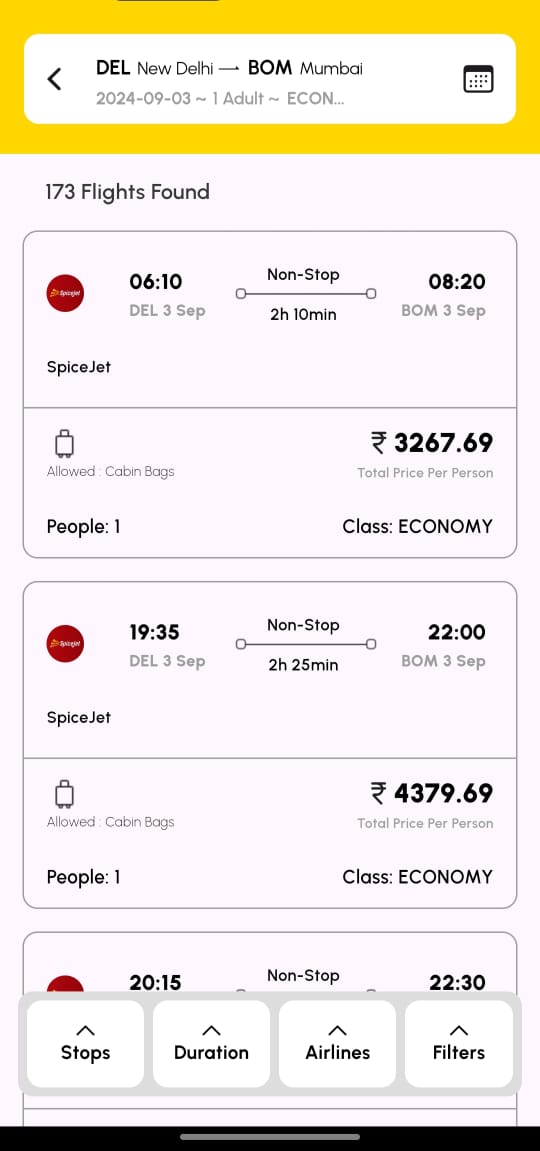 DEL New Delhi — BOM Mumbai
2024-09-03 ~ 1 Adult ~ ECON...
173 Flights Found
06:10 Non-Stop 08:20
DEL 3 Sep 2h 10min BOM 3 Sep
Spicejet
SpiceJet
₹ 3267.69
Allowed : Cabin Bags Total Price Per Person
People: 1 Class: ECONOMY
19:35 Non-Stop 22:00
DEL 3 Sep 2h 25min BOM 3 Sep
Spicejet
SpiceJet
₹ 4379.69
Allowed : Cabin Bags Total Price Per Person
People: 1 Class: ECONOMY
20:15 Non-Stop 22:30
Stops Duration Airlines Filters